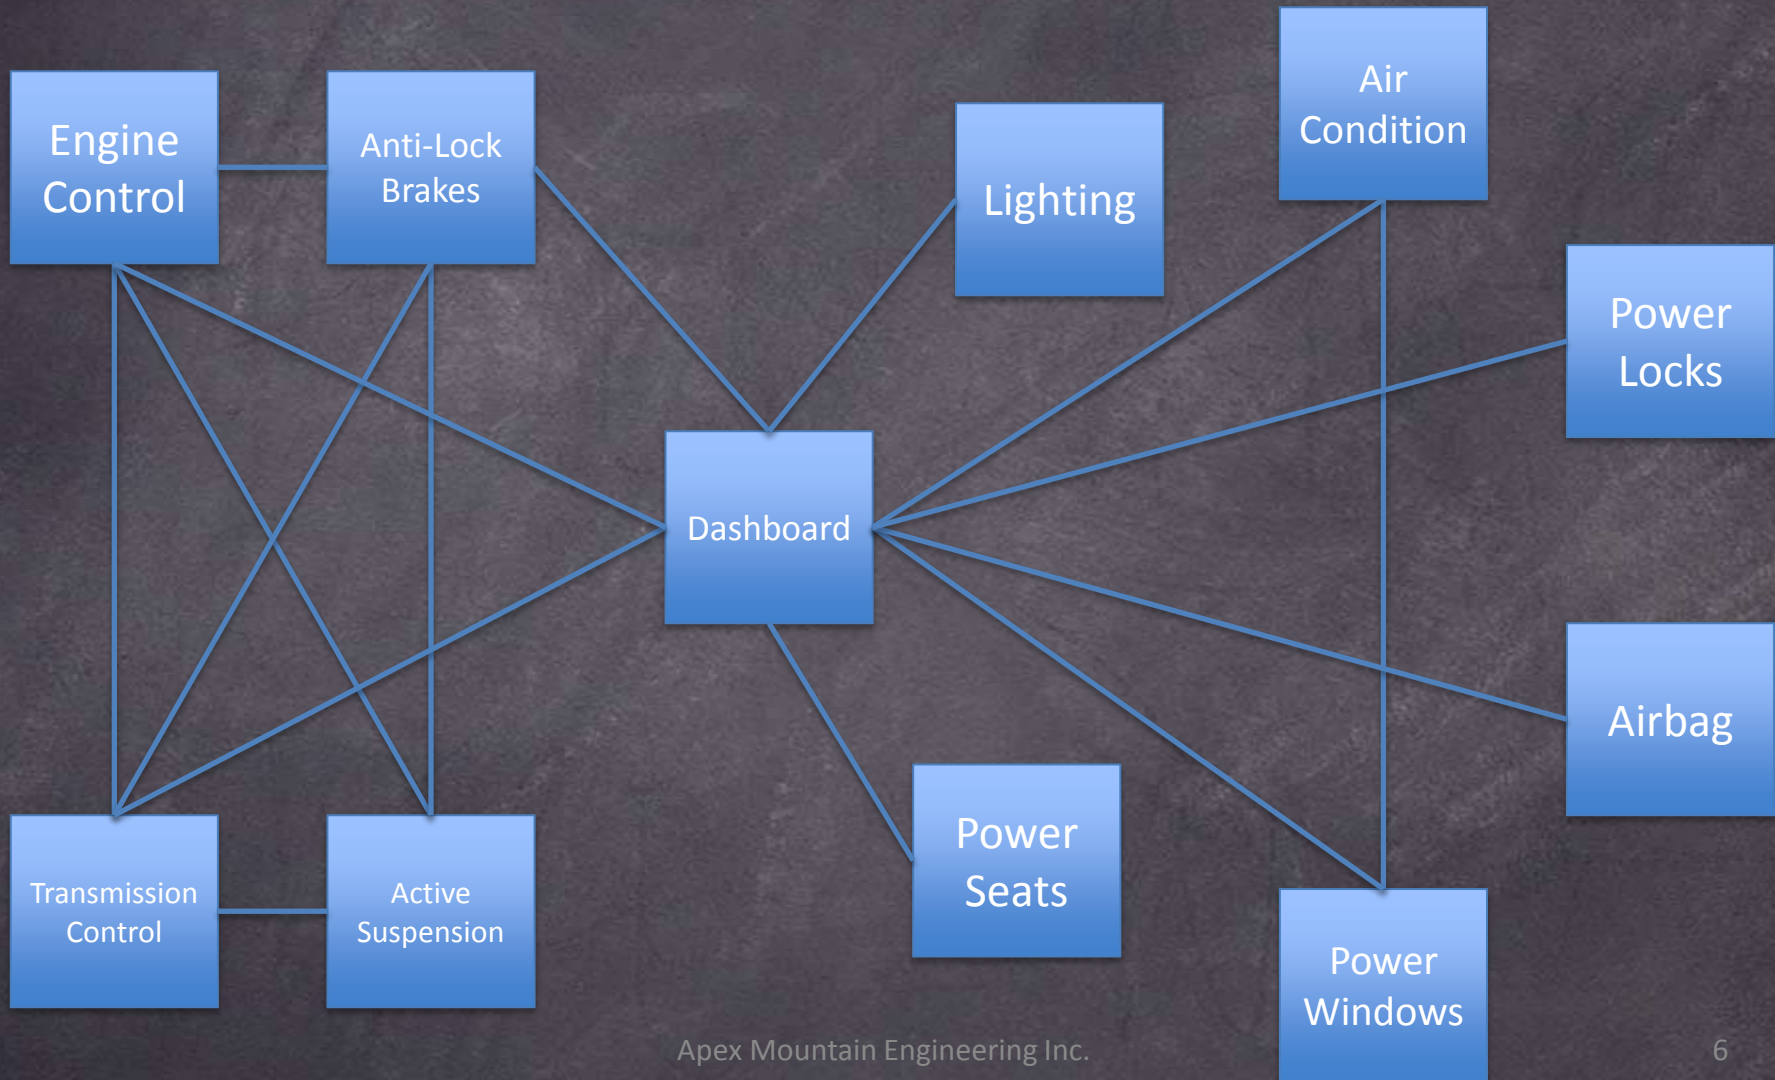 Engine
Control
Anti-Lock
Brakes
Lighting
Air
Condition
Power
Locks
Dashboard
Airbag
Transmission
Control
Active
Suspension
Power
Seats
Power
Windows
Apex Mountain Engineering Inc.
6